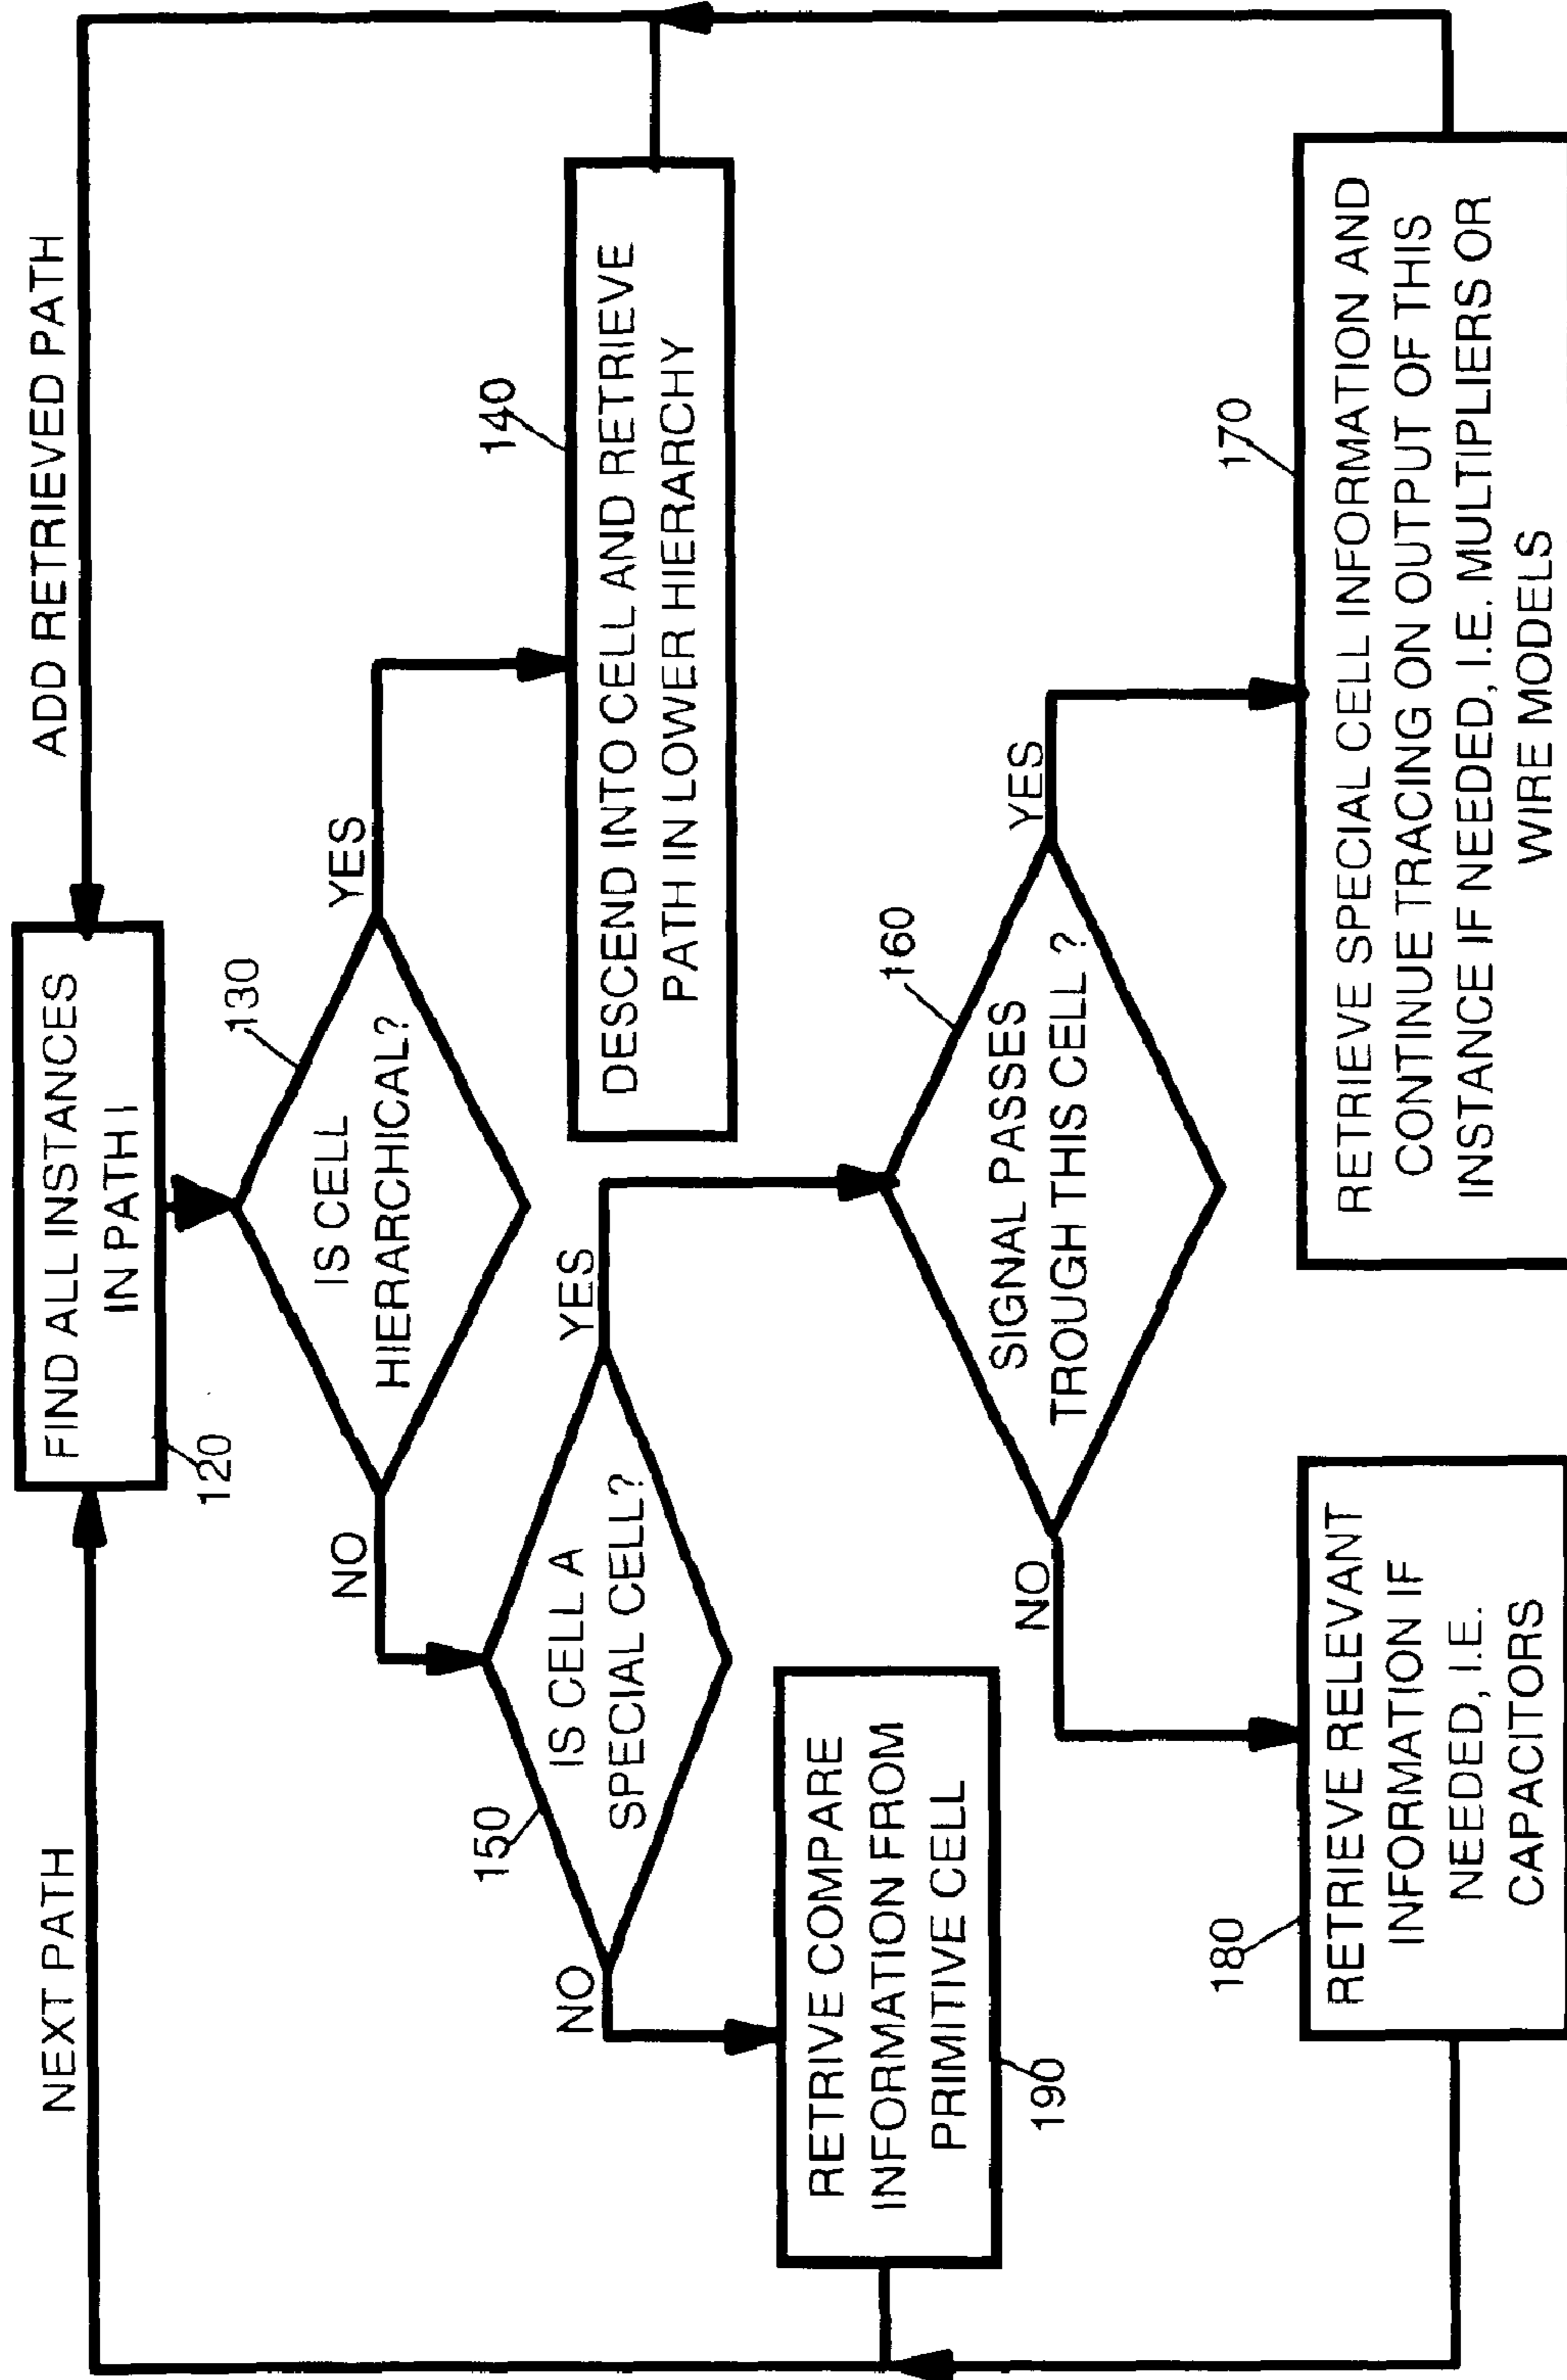 NEXT PATH
ADD RETRIEVED PATH
FIND ALL INSTANCES
IN PATH I
120
130
IS CELL
HIERARCHICAL?
YES
NO
140
DESCEND INTO CELL AND RETRIEVE
PATH IN LOWER HIERARCHY
150
IS CELL A
SPECIAL CELL?
YES
NO
RETRIVE COMPARE
INFORMATION FROM
PRIMITIVE CELL
190
160
SIGNAL PASSES
TROUGH THIS CELL ?
YES
NO
170
RETRIEVE SPECIAL CELL INFORMATION AND
CONTINUE TRACING ON OUTPUT OF THIS
INSTANCE IF NEEDED, I.E. MULTIPLIERS OR
WIRE MODELS
180
RETRIEVE RELEVANT
INFORMATION IF
NEEDED, I.E.
CAPACITORS